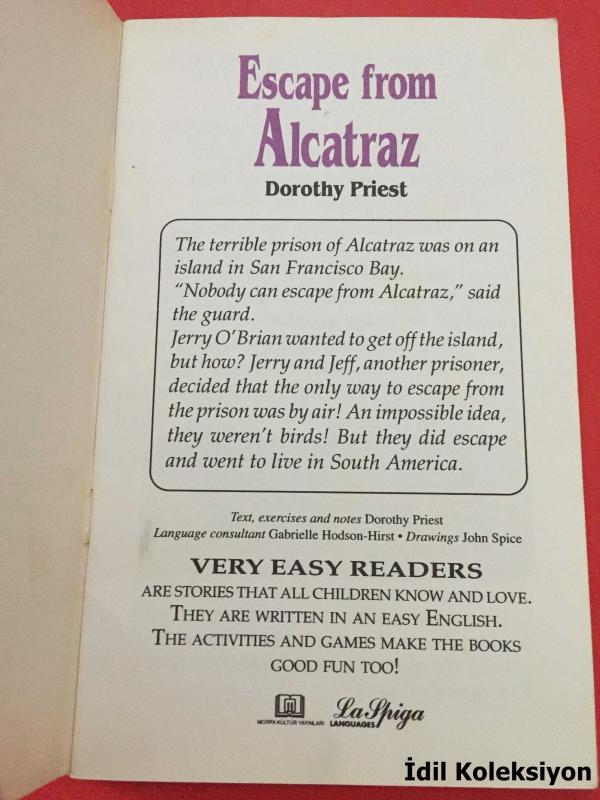 Escape from
Alcatraz
Dorothy Priest
The terrible prison of Alcatraz was on an
island in San Francisco Bay.
“Nobody can escape from Alcatraz,” said
the guard.
Jerry O’Brian wanted to get off the island,
but how? Jerry and Jeff, another prisoner,
decided that the only way to escape from
the prison was by air! An impossible idea,
they weren’t birds! But they did escape
and went to live in South America.
Text, exercises and notes Dorothy Priest
Language consultant Gabrielle Hodson-Hirst • Drawings John Spice
VERY EASY READERS
ARE STORIES THAT ALL CHILDREN KNOW AND LOVE.
THEY ARE WRITTEN IN AN EASY ENGLISH.
THE ACTIVITIES AND GAMES MAKE THE BOOKS
GOOD FUN TOO!
MORPA KÜLTÜR YAYINLARI
La Spiga
LANGUAGES
İdil Koleksiyon